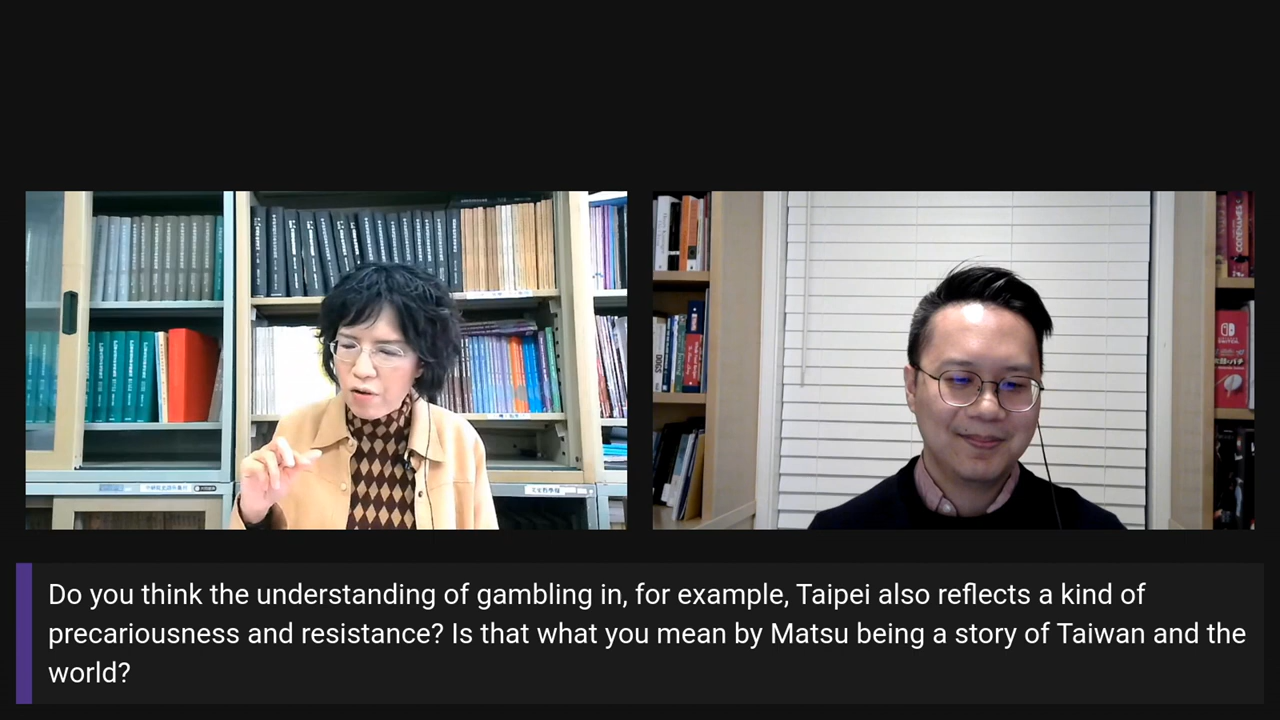 Do you think the understanding of gambling in, for example, Taipei also reflects a kind of
precariousness and resistance? Is that what you mean by Matsu being a story of Taiwan and the
world?